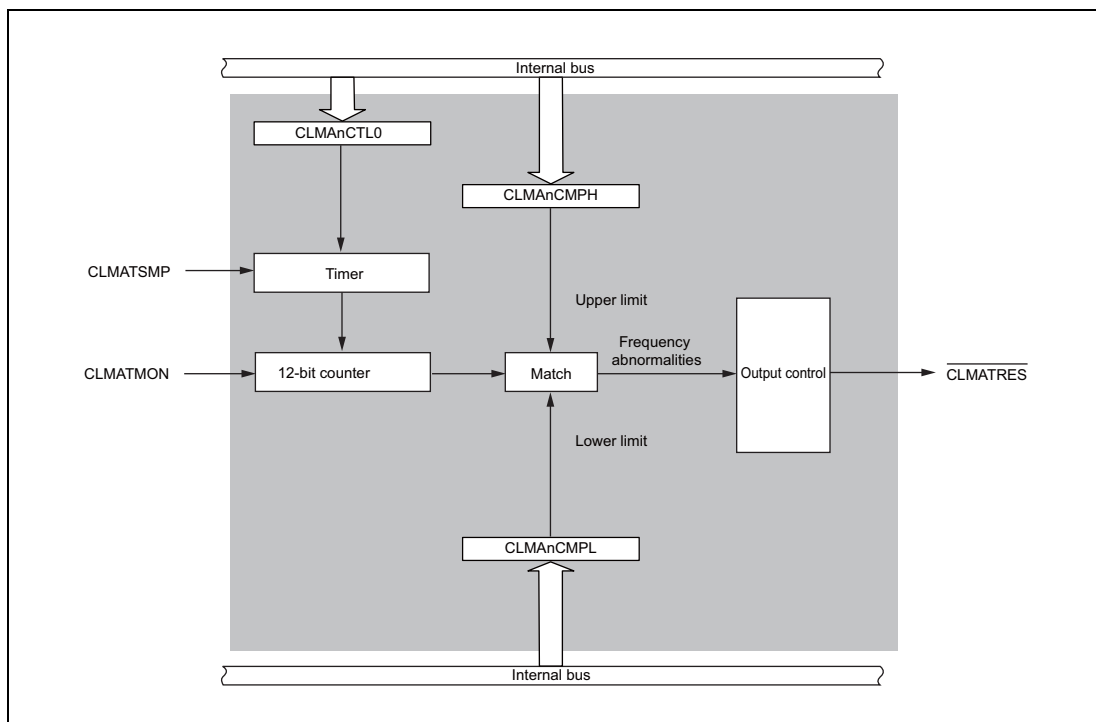 Internal bus
CLMAnCTL0
CLMAnCMPH
CLMATSMP
Timer
Upper limit
Frequency
abnormalities
CLMATMON
12-bit counter
Match
Output control
CLMATRES
Lower limit
CLMAnCMPL
Internal bus